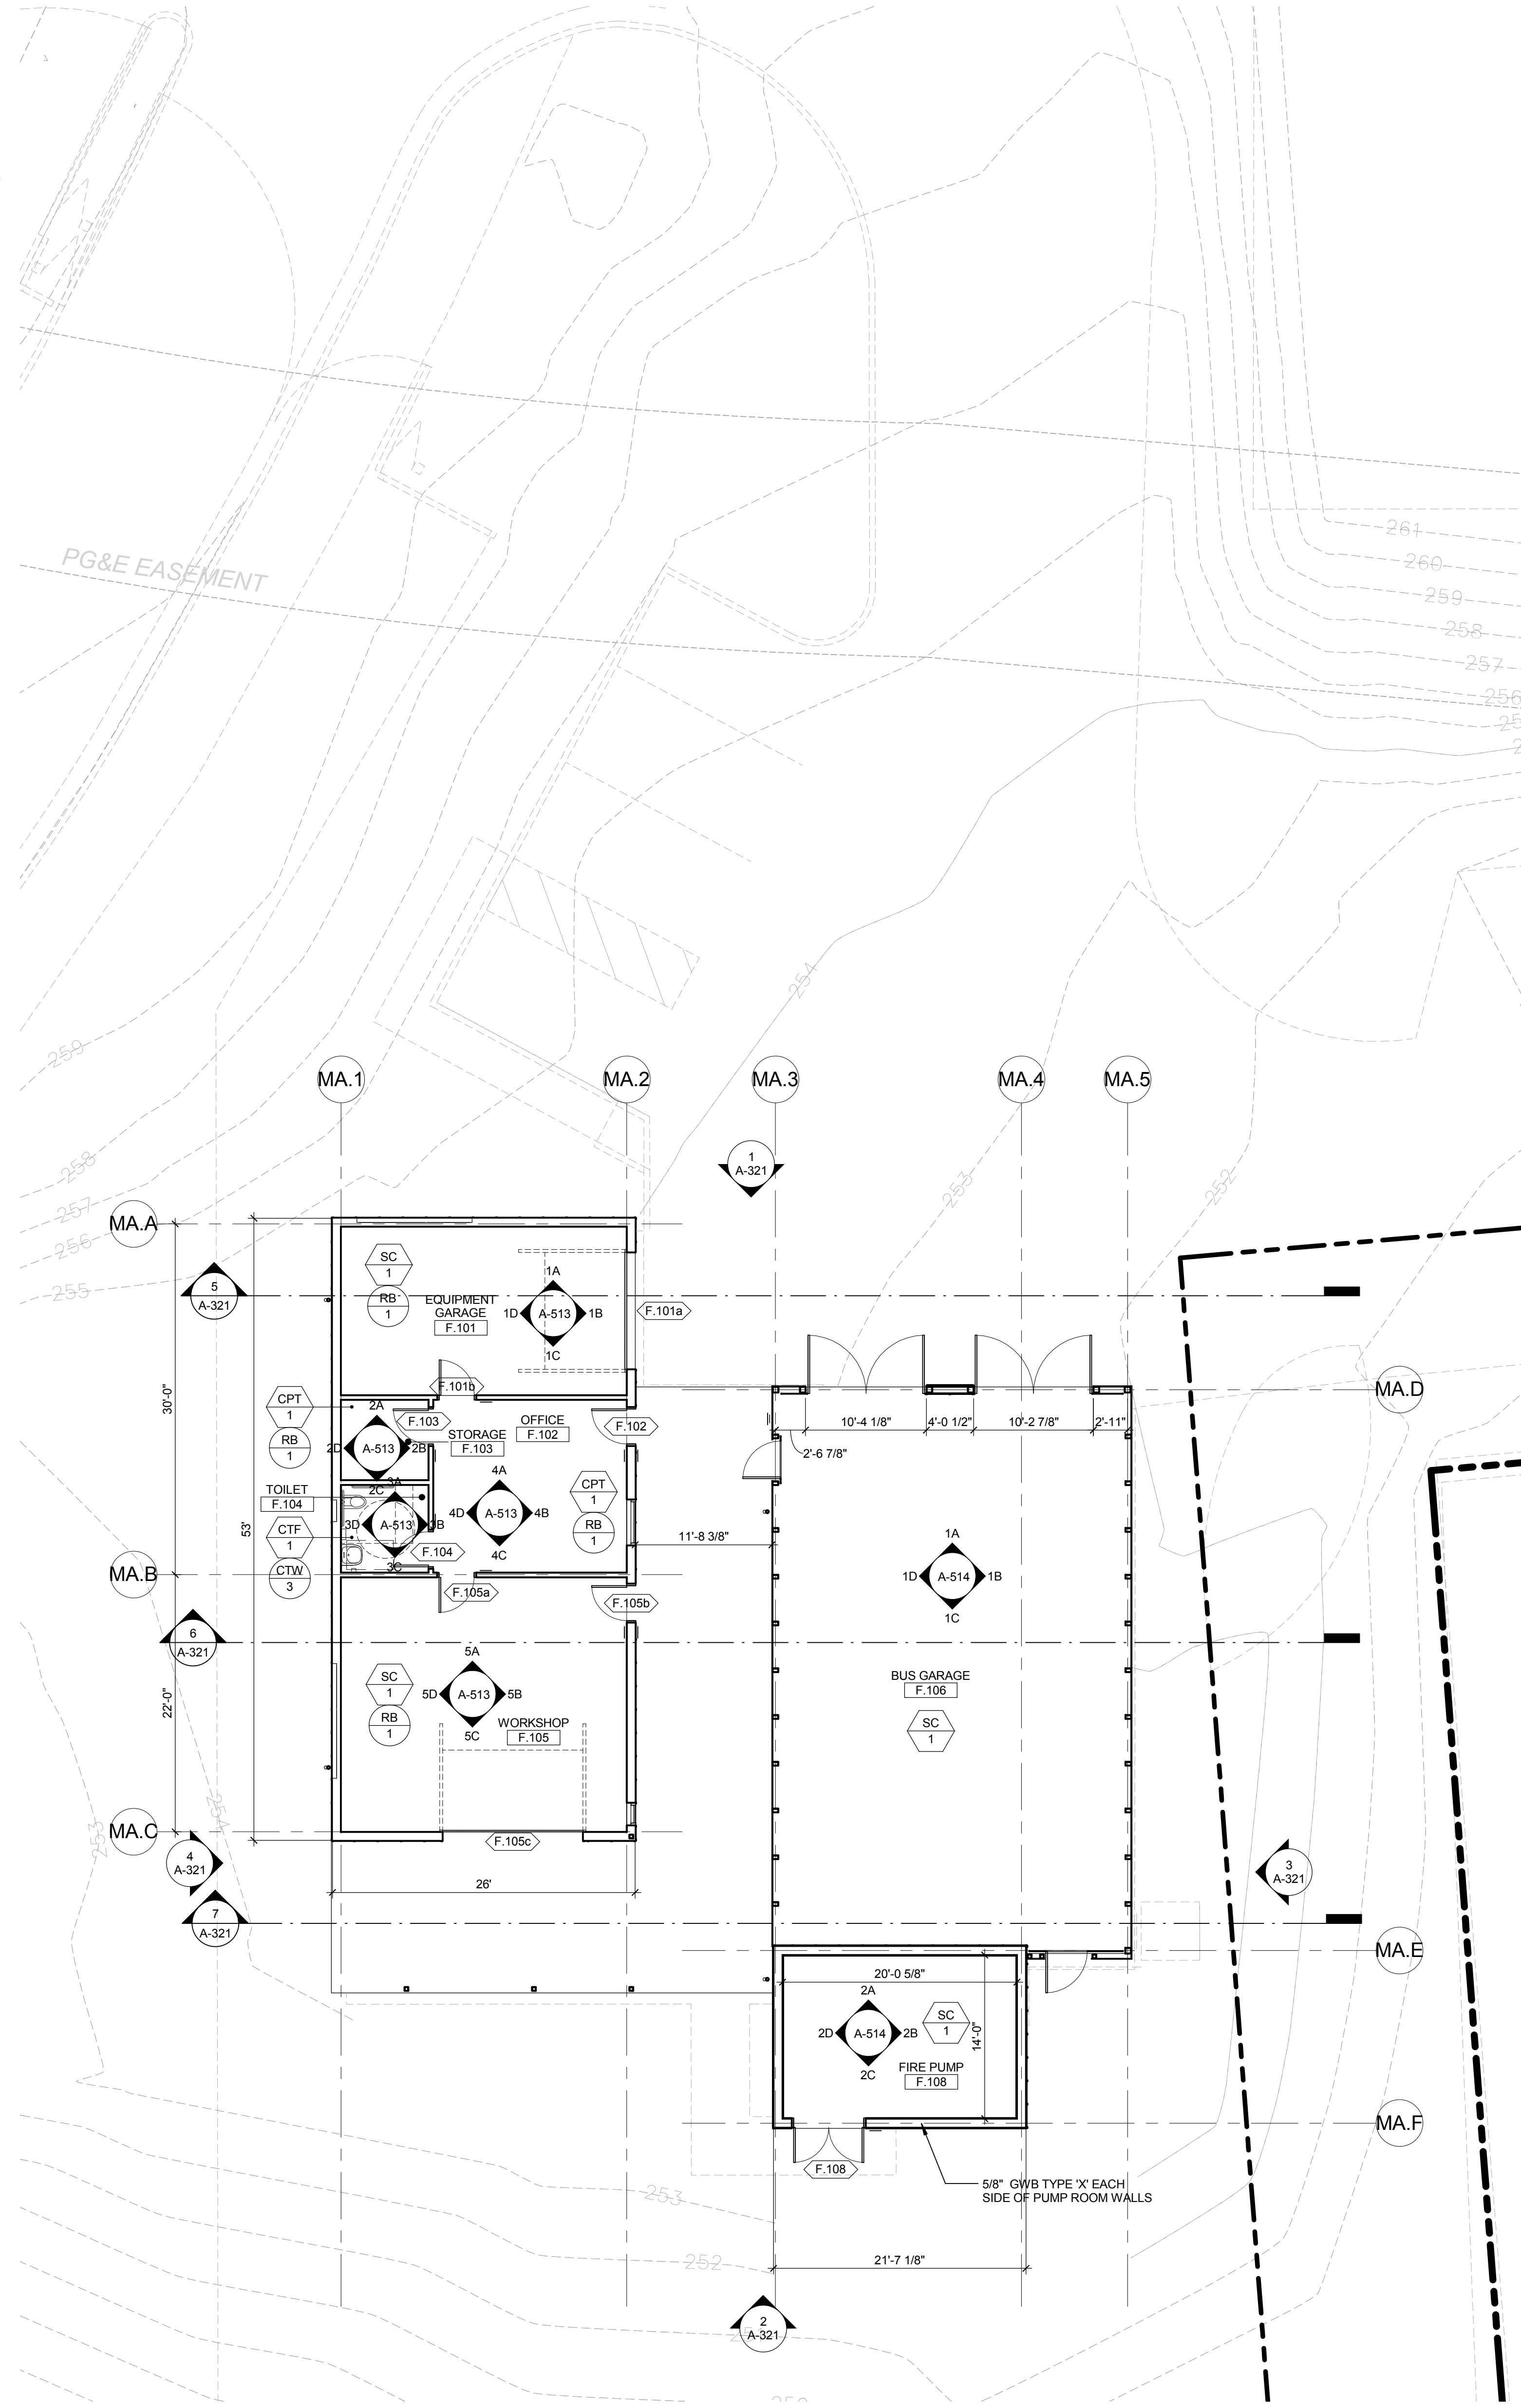 PG&E EASEMENT
261
260
259
258
257
256
254
259
258
257
256
255
253
252
MA.1
MA.2
MA.3
MA.4
MA.5
1
A-321
MA.A
5
A-321
SC
1
RB
1
EQUIPMENT
GARAGE
F.101
1A
1D
A-513
1B
1C
F.101a
F.101b
30'-0"
53'
CPT
1
RB
1
2A
2D
A-513
2B
2C
F.103
STORAGE
F.103
OFFICE
F.102
F.102
MA.D
10'-4 1/8"
4'-0 1/2"
10'-2 7/8"
2'-11"
2'-6 7/8"
TOILET
F.104
3A
3D
A-513
3B
3C
4A
4D
A-513
4B
4C
CPT
1
RB
1
CTF
1
CTW
3
F.104
11'-8 3/8"
MA.B
F.105a
F.105b
1A
1D
A-514
1B
1C
6
A-321
22'-0"
SC
1
RB
1
5A
5D
A-513
5B
5C
WORKSHOP
F.105
BUS GARAGE
F.106
SC
1
MA.C
253
254
F.105c
4
A-321
3
A-321
26'
7
A-321
MA.E
20'-0 5/8"
14'-0"
2A
2D
A-514
2B
2C
SC
1
FIRE PUMP
F.108
MA.F
F.108
5/8" GWB TYPE 'X' EACH
SIDE OF PUMP ROOM WALLS
253
252
21'-7 1/8"
2
A-321